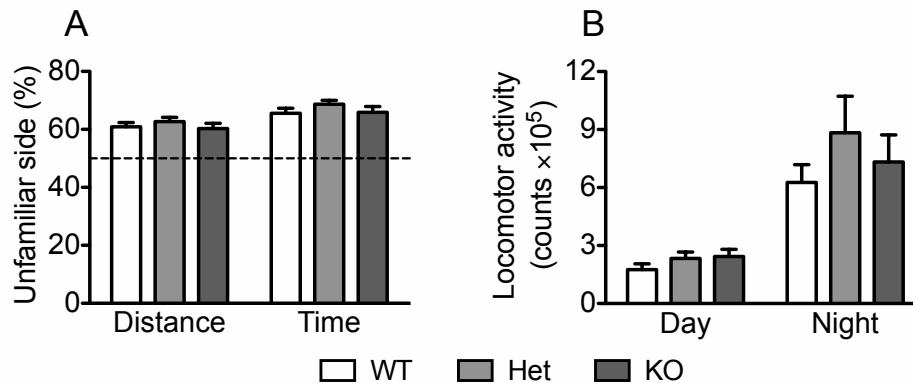 A
Unfamiliar side (%)
80
60
40
20
0
Distance Time
B
Locomotor activity
(counts ×10⁵)
12
9
6
3
0
Day Night
WT Het KO